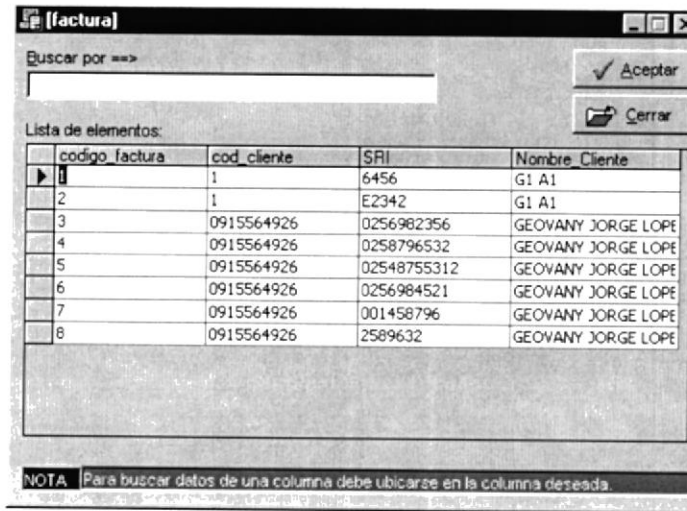 [factura]
Buscar por ==>
Aceptar
Cerrar
Lista de elementos:
codigo_factura cod_cliente SRI Nombre_Cliente
1 1 6456 G1 A1
2 1 E2342 G1 A1
3 0915564926 0256982356 GEOVANY JORGE LOPE
4 0915564926 0258796532 GEOVANY JORGE LOPE
5 0915564926 02548755312 GEOVANY JORGE LOPE
6 0915564926 0256984521 GEOVANY JORGE LOPE
7 0915564926 001458796 GEOVANY JORGE LOPE
8 0915564926 2589632 GEOVANY JORGE LOPE
NOTA Para buscar datos de una columna debe ubicarse en la columna deseada.